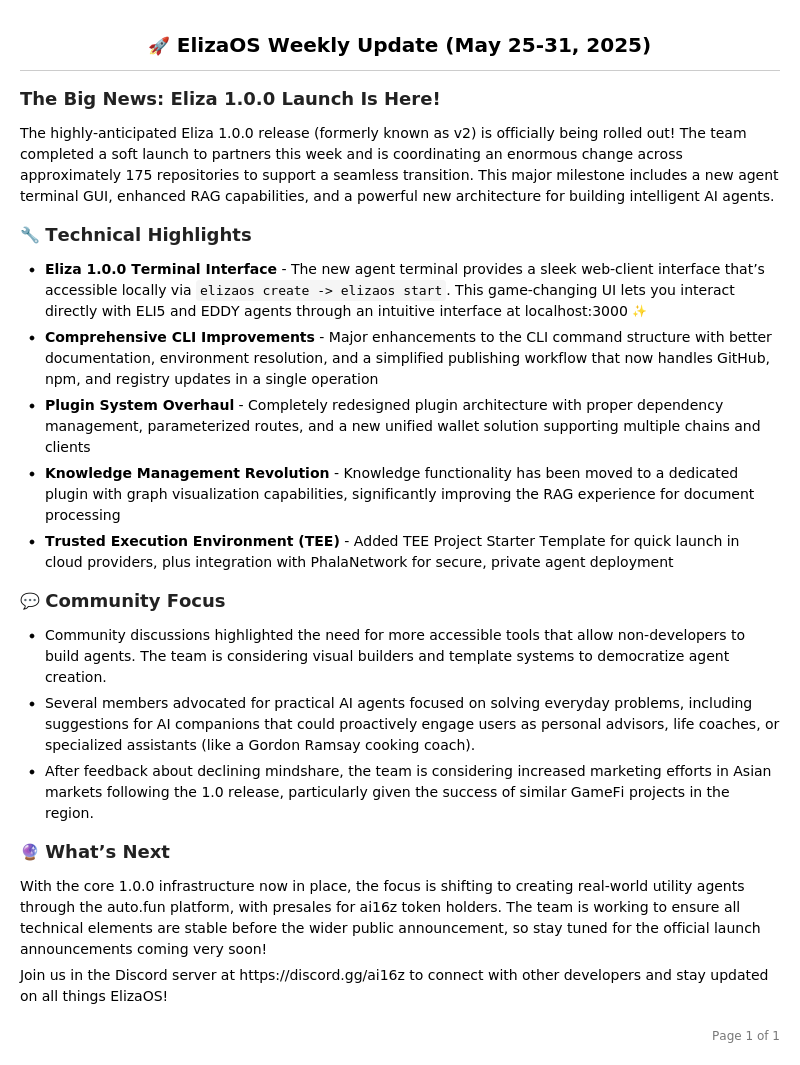 🚀 ElizaOS Weekly Update (May 25-31, 2025)
The Big News: Eliza 1.0.0 Launch Is Here!
The highly-anticipated Eliza 1.0.0 release (formerly known as v2) is officially being rolled out! The team
completed a soft launch to partners this week and is coordinating an enormous change across
approximately 175 repositories to support a seamless transition. This major milestone includes a new agent
terminal GUI, enhanced RAG capabilities, and a powerful new architecture for building intelligent AI agents.
🔧 Technical Highlights
• Eliza 1.0.0 Terminal Interface - The new agent terminal provides a sleek web-client interface that’s
accessible locally via elizaos create -> elizaos start. This game-changing UI lets you interact
directly with ELI5 and EDDY agents through an intuitive interface at localhost:3000 ✨
• Comprehensive CLI Improvements - Major enhancements to the CLI command structure with better
documentation, environment resolution, and a simplified publishing workflow that now handles GitHub,
npm, and registry updates in a single operation
• Plugin System Overhaul - Completely redesigned plugin architecture with proper dependency
management, parameterized routes, and a new unified wallet solution supporting multiple chains and
clients
• Knowledge Management Revolution - Knowledge functionality has been moved to a dedicated
plugin with graph visualization capabilities, significantly improving the RAG experience for document
processing
• Trusted Execution Environment (TEE) - Added TEE Project Starter Template for quick launch in
cloud providers, plus integration with PhalaNetwork for secure, private agent deployment
💬 Community Focus
• Community discussions highlighted the need for more accessible tools that allow non-developers to
build agents. The team is considering visual builders and template systems to democratize agent
creation.
• Several members advocated for practical AI agents focused on solving everyday problems, including
suggestions for AI companions that could proactively engage users as personal advisors, life coaches, or
specialized assistants (like a Gordon Ramsay cooking coach).
• After feedback about declining mindshare, the team is considering increased marketing efforts in Asian
markets following the 1.0 release, particularly given the success of similar GameFi projects in the
region.
🔮 What’s Next
With the core 1.0.0 infrastructure now in place, the focus is shifting to creating real-world utility agents
through the auto.fun platform, with presales for ai16z token holders. The team is working to ensure all
technical elements are stable before the wider public announcement, so stay tuned for the official launch
announcements coming very soon!
Join us in the Discord server at https://discord.gg/ai16z to connect with other developers and stay updated
on all things ElizaOS!
Page 1 of 1